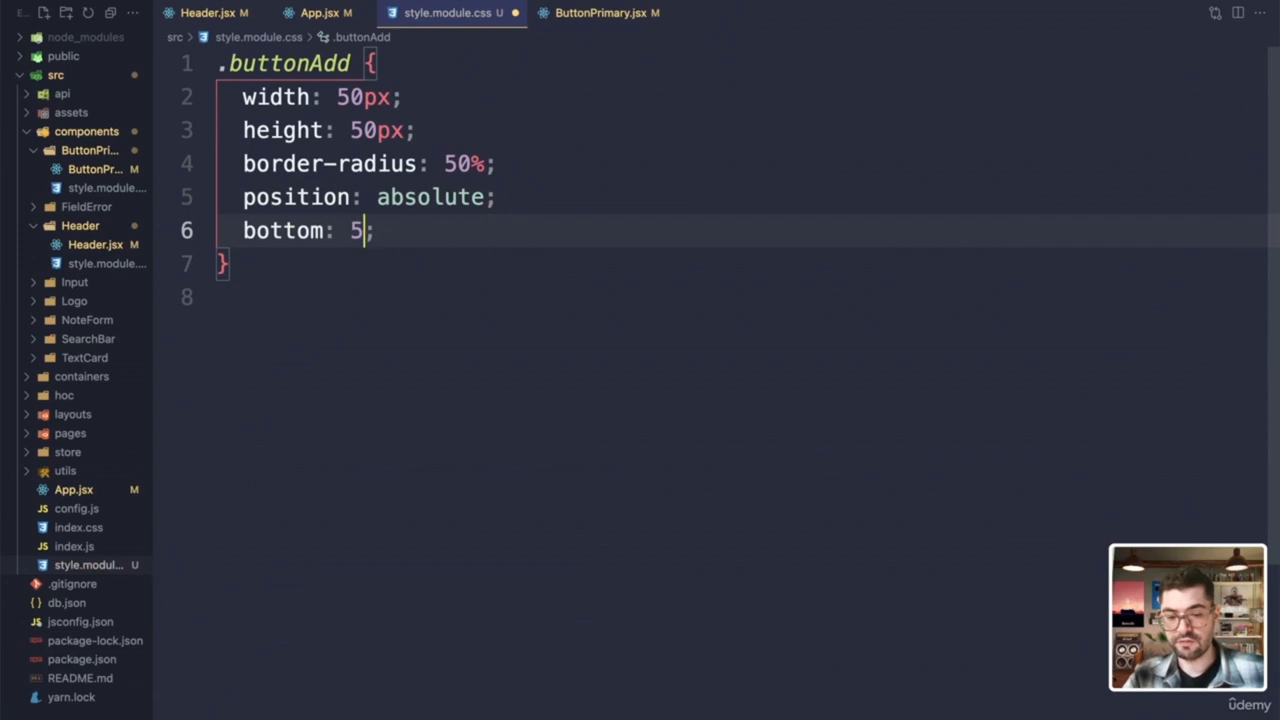 E...
Header.jsx M
App.jsx M
style.module.css U
ButtonPrimary.jsx M
src > style.module.css > .buttonAdd
node_modules
public
src
api
assets
components
ButtonPri...
ButtonPr... M
style.module....
FieldError
Header
Header.jsx M
style.module....
Input
Logo
NoteForm
SearchBar
TextCard
containers
hoc
layouts
pages
store
utils
App.jsx M
JS config.js
index.css
JS index.js
style.modul... U
.gitignore
{ } db.json
jsconfig.json
package-lock.json
package.json
README.md
yarn.lock
1 .buttonAdd {
2 width: 50px;
3 height: 50px;
4 border-radius: 50%;
5 position: absolute;
6 bottom: 5;
7 }
8
ûdemy